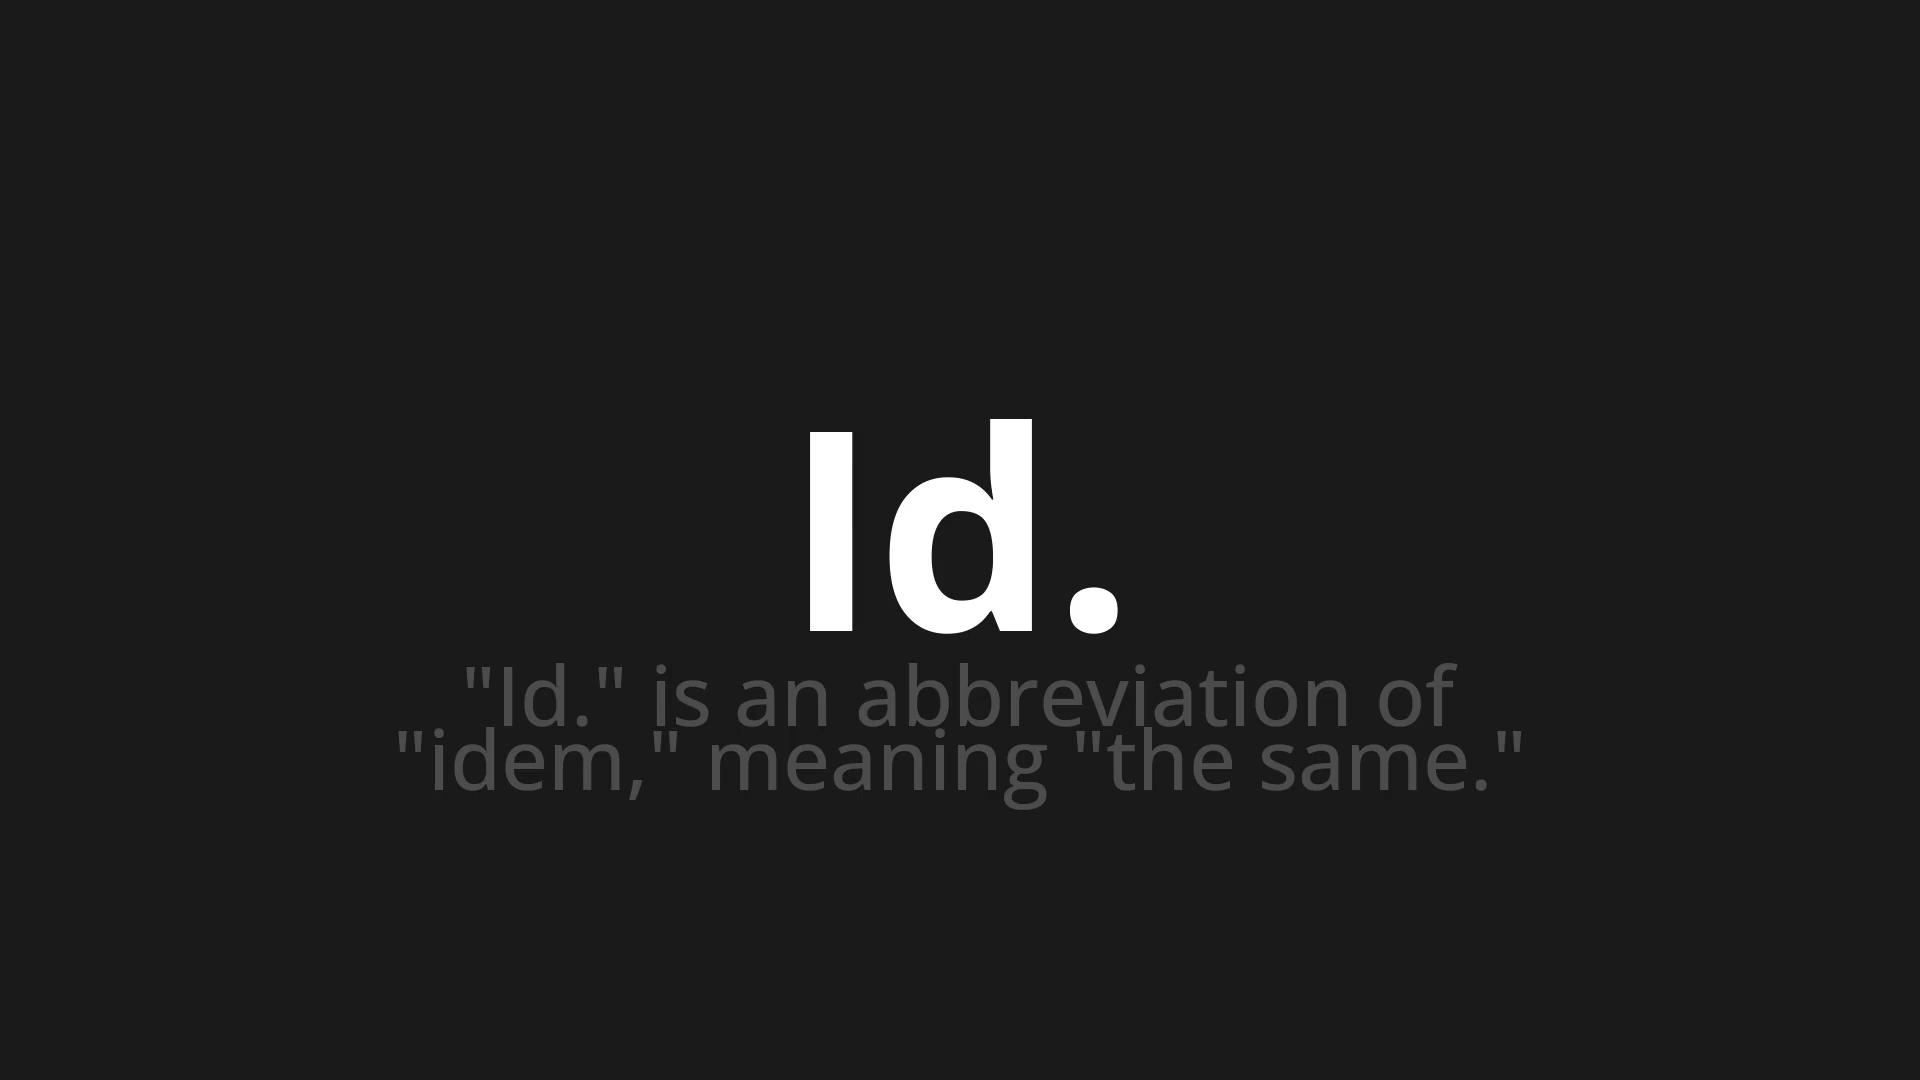 Id.
"Id." is an abbreviation of
"idem," meaning "the same."